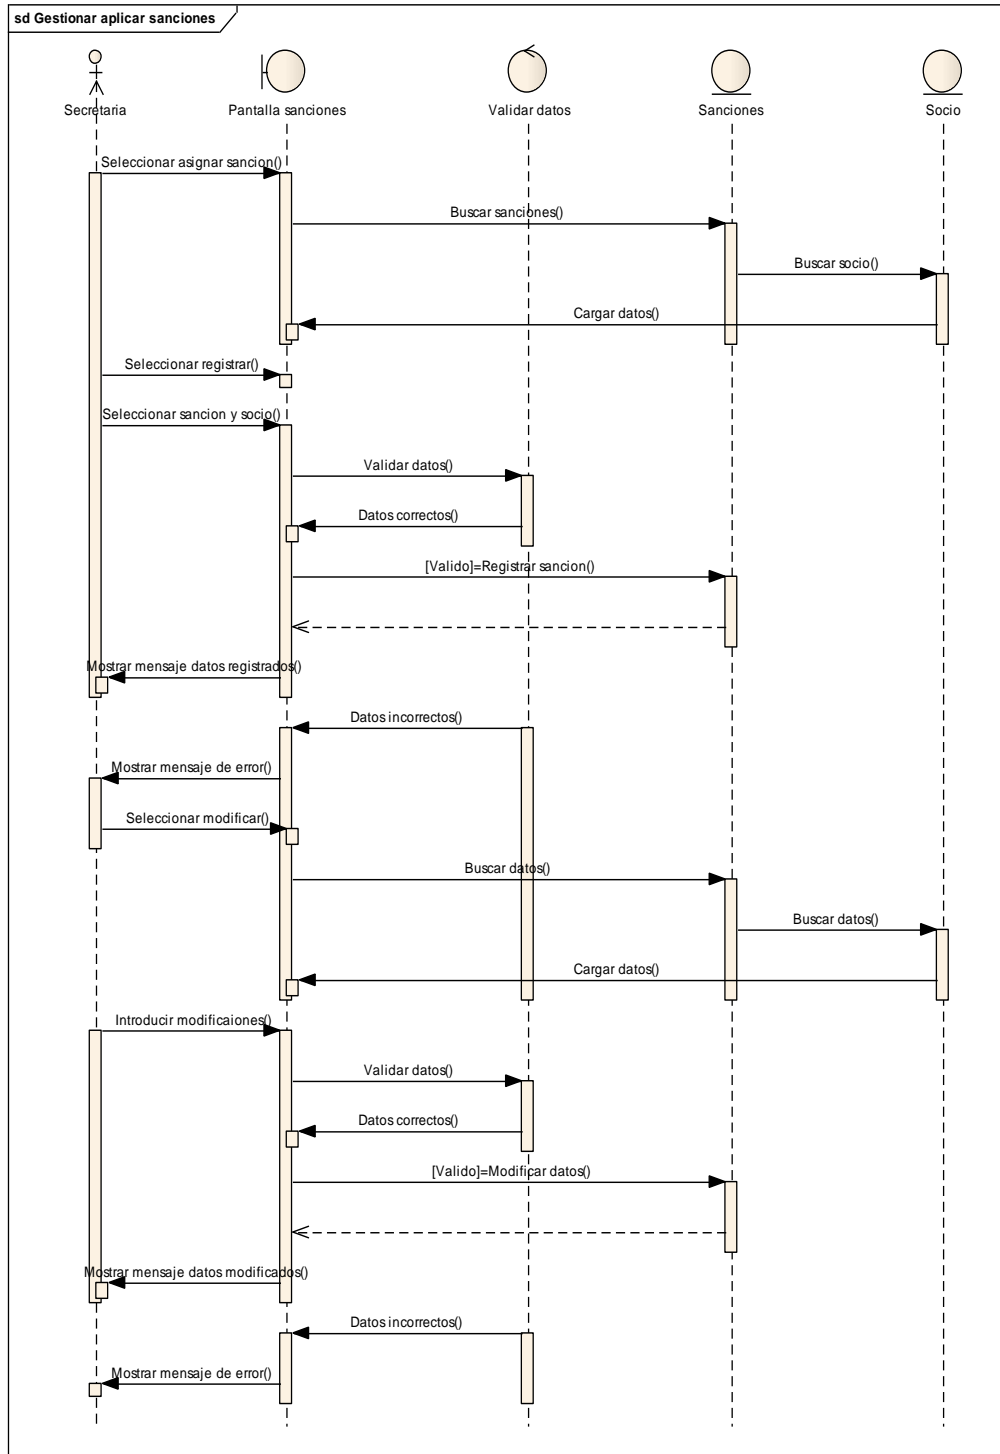 sd Gestionar aplicar sanciones
Secretaria
Pantalla sanciones
Validar datos
Sanciones
Socio
Seleccionar asignar sancion()
Buscar sanciones()
Buscar socio()
Cargar datos()
Seleccionar registrar()
Seleccionar sancion y socio()
Validar datos()
Datos correctos()
[Valido]=Registrar sancion()
Mostrar mensaje datos registrados()
Datos incorrectos()
Mostrar mensaje de error()
Seleccionar modificar()
Buscar datos()
Buscar datos()
Cargar datos()
Introducir modificaiones()
Validar datos()
Datos correctos()
[Valido]=Modificar datos()
Mostrar mensaje datos modificados()
Datos incorrectos()
Mostrar mensaje de error()